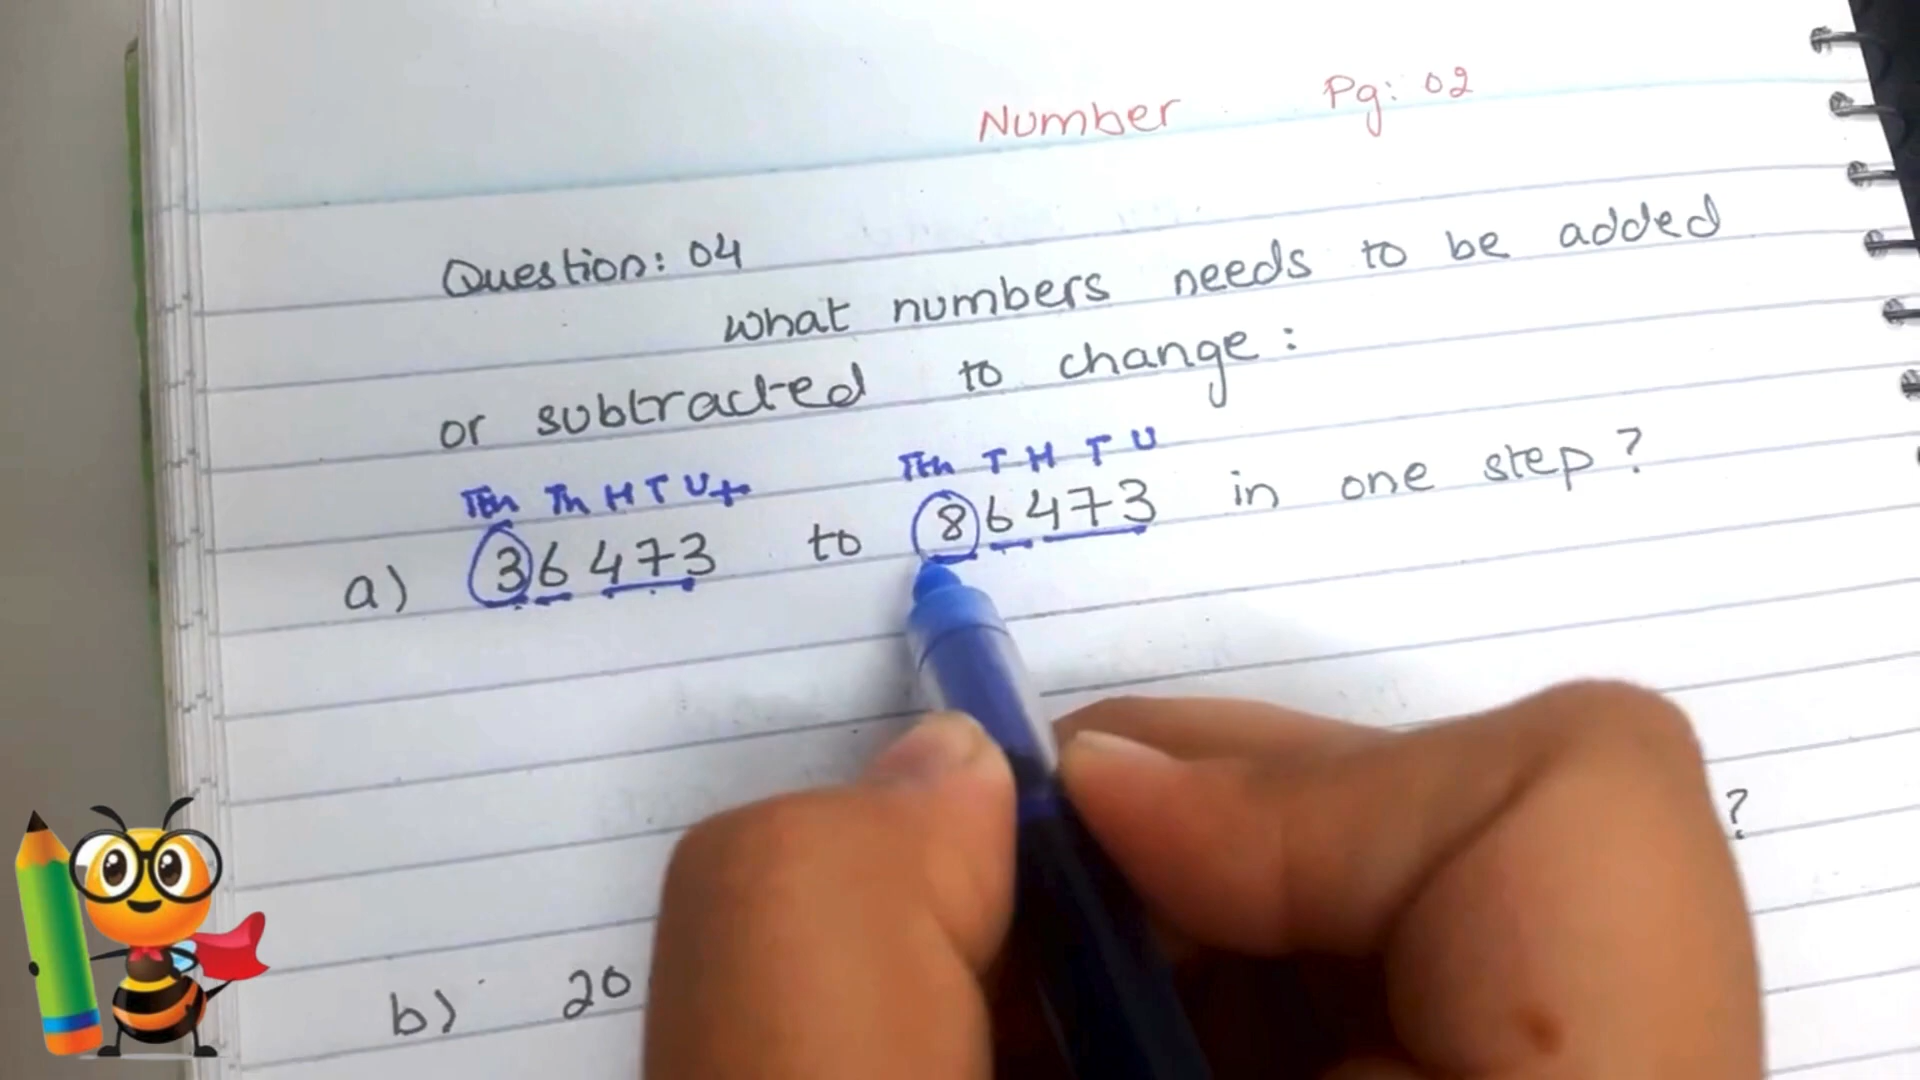 Number Pg: 02
Question: 04
What numbers needs to be added
or subtracted to change:
TTh Th H T U TTh T H T U
a) 36473 to 86473 in one step?
?
b) 20